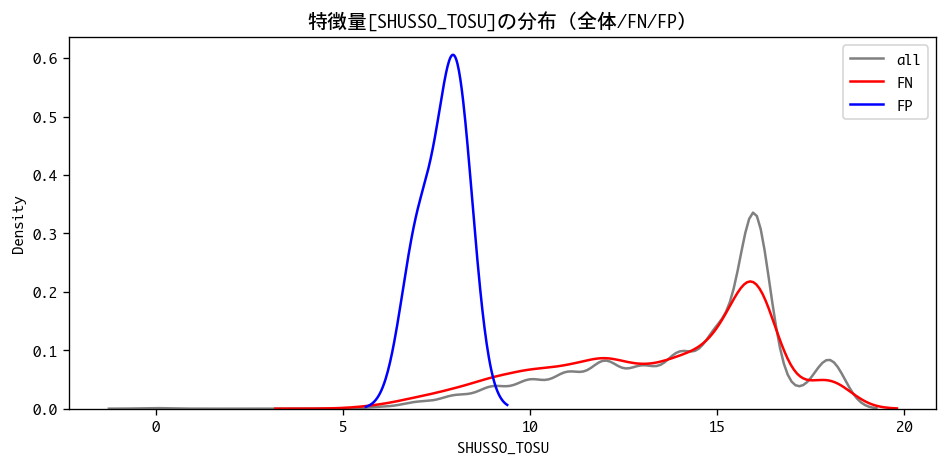 特徴量[SHUSSO_TOSU]の分布（全体/FN/FP）
all
FN
FP
Density
0.6
0.5
0.4
0.3
0.2
0.1
0.0
0 5 10 15 20
SHUSSO_TOSU